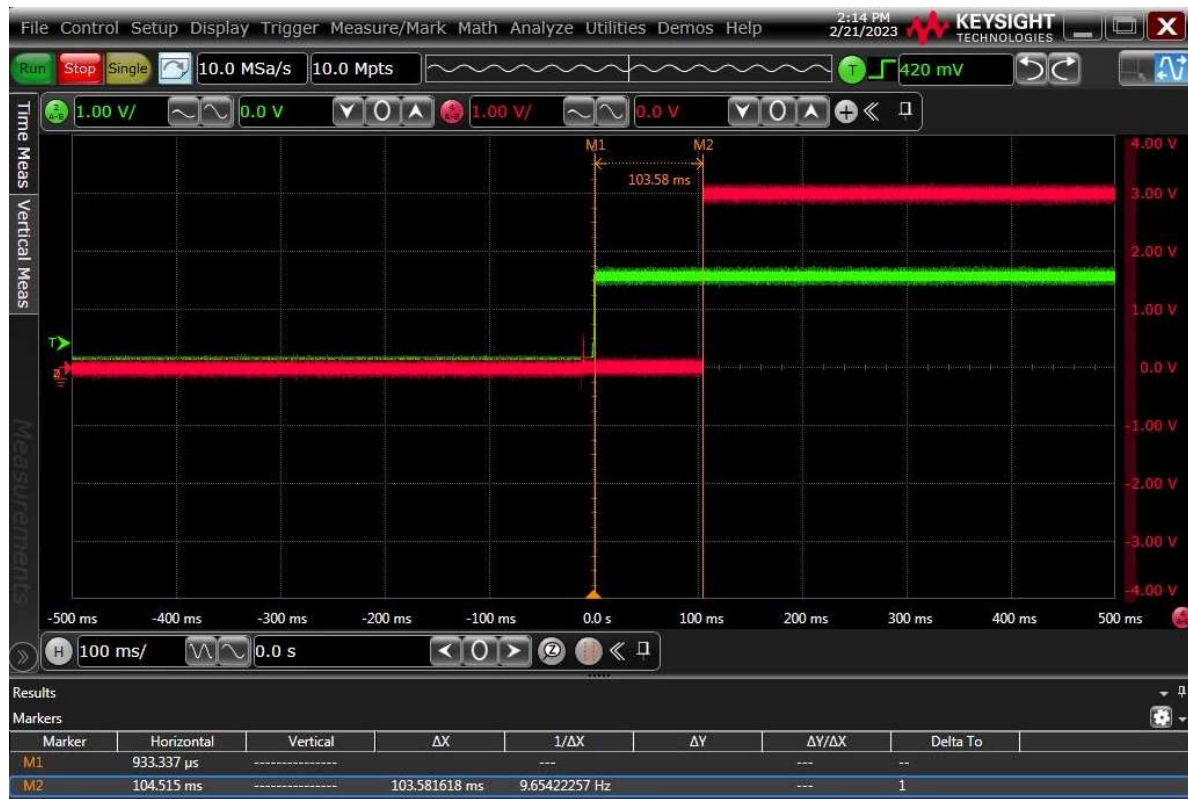 File Control Setup Display Trigger Measure/Mark Math Analyze Utilities Demos Help
2:14 PM
2/21/2023
KEYSIGHT
TECHNOLOGIES
X
Run Stop Single 10.0 MSa/s 10.0 Mpts T 420 mV
1.00 V/ 0.0 V 0 1.00 V/ 0.0 V 0
Time Meas
Vertical Meas
Measurements
M1 M2
103.58 ms
T
4.00 V
3.00 V
2.00 V
1.00 V
0.0 V
-1.00 V
-2.00 V
-3.00 V
-4.00 V
-500 ms -400 ms -300 ms -200 ms -100 ms 0.0 s 100 ms 200 ms 300 ms 400 ms 500 ms
H 100 ms/ 0.0 s 0 Z
Results
Markers
Marker Horizontal Vertical ΔX 1/ΔX ΔY ΔY/ΔX Delta To
M1 933.337 µs --------------- --- --- --
M2 104.515 ms --------------- 103.581618 ms 9.65422257 Hz --- 1